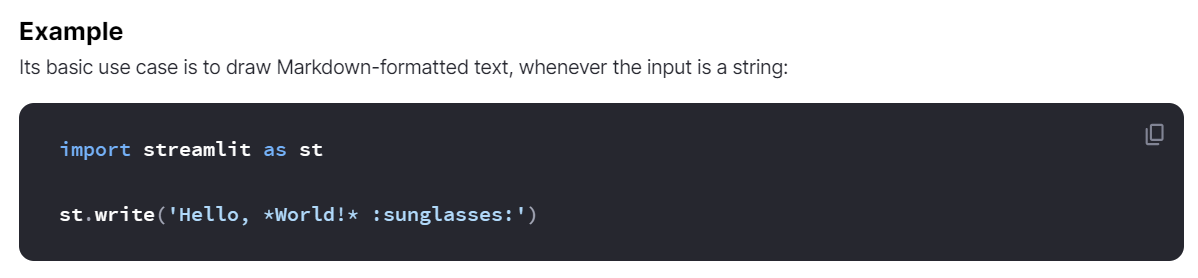 Example
Its basic use case is to draw Markdown-formatted text, whenever the input is a string:
import streamlit as st
st.write('Hello, *World!* :sunglasses:')